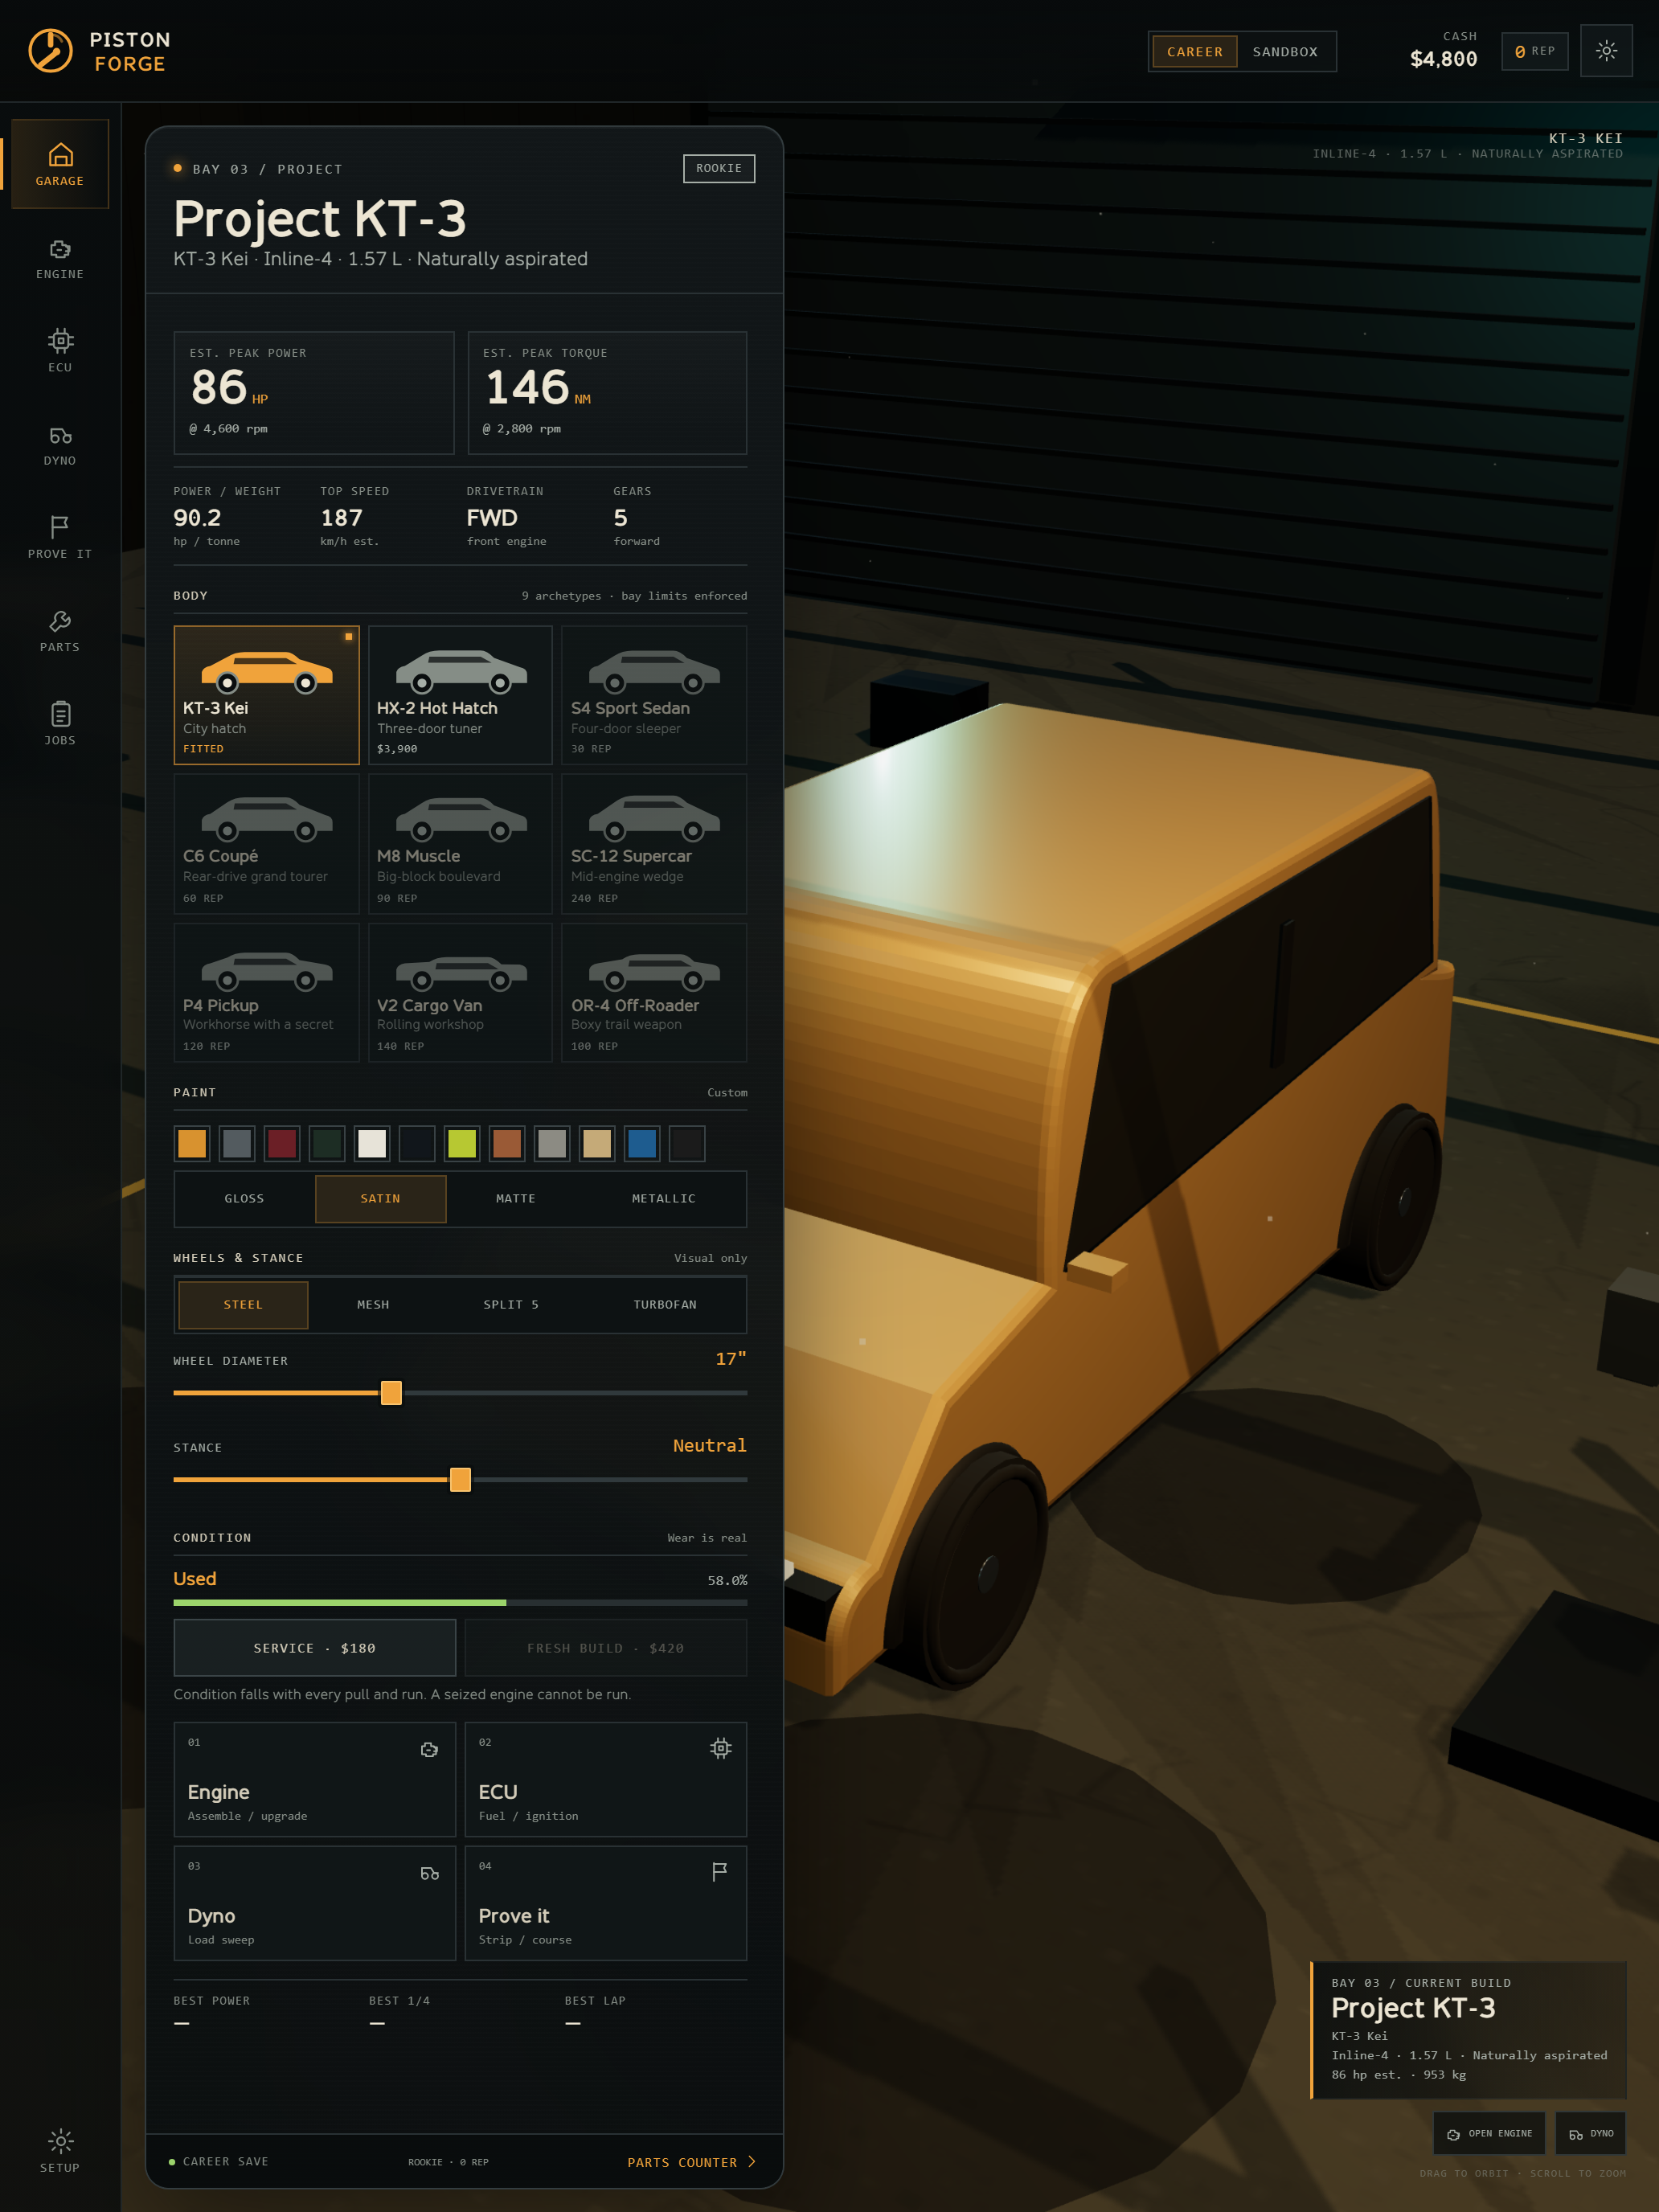 PISTON
FORGE
CAREER
SANDBOX
CASH
$4,800
0 REP
GARAGE
ENGINE
ECU
DYNO
PROVE IT
PARTS
JOBS
SETUP
KT-3 KEI
INLINE-4 · 1.57 L · NATURALLY ASPIRATED
BAY 03 / PROJECT
ROOKIE
Project KT-3
KT-3 Kei · Inline-4 · 1.57 L · Naturally aspirated
EST. PEAK POWER
86 HP
@ 4,600 rpm
EST. PEAK TORQUE
146 NM
@ 2,800 rpm
POWER / WEIGHT
90.2
hp / tonne
TOP SPEED
187
km/h est.
DRIVETRAIN
FWD
front engine
GEARS
5
forward
BODY
9 archetypes · bay limits enforced
KT-3 Kei
City hatch
FITTED
HX-2 Hot Hatch
Three-door tuner
$3,900
S4 Sport Sedan
Four-door sleeper
30 REP
C6 Coupé
Rear-drive grand tourer
60 REP
M8 Muscle
Big-block boulevard
90 REP
SC-12 Supercar
Mid-engine wedge
240 REP
P4 Pickup
Workhorse with a secret
120 REP
V2 Cargo Van
Rolling workshop
140 REP
OR-4 Off-Roader
Boxy trail weapon
100 REP
PAINT
Custom
GLOSS
SATIN
MATTE
METALLIC
WHEELS & STANCE
Visual only
STEEL
MESH
SPLIT 5
TURBOFAN
WHEEL DIAMETER
17"
STANCE
Neutral
CONDITION
Wear is real
Used
58.0%
SERVICE · $180
FRESH BUILD · $420
Condition falls with every pull and run. A seized engine cannot be run.
01
Engine
Assemble / upgrade
02
ECU
Fuel / ignition
03
Dyno
Load sweep
04
Prove it
Strip / course
BEST POWER
—
BEST 1/4
—
BEST LAP
—
CAREER SAVE
ROOKIE · 0 REP
PARTS COUNTER
BAY 03 / CURRENT BUILD
Project KT-3
KT-3 Kei
Inline-4 · 1.57 L · Naturally aspirated
86 hp est. · 953 kg
OPEN ENGINE
DYNO
DRAG TO ORBIT · SCROLL TO ZOOM